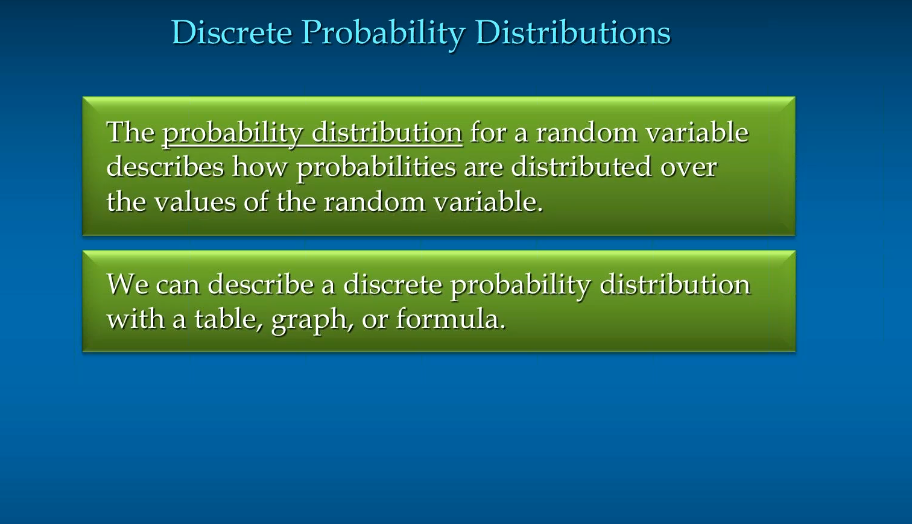 Discrete Probability Distributions
The probability distribution for a random variable
describes how probabilities are distributed over
the values of the random variable.
We can describe a discrete probability distribution
with a table, graph, or formula.